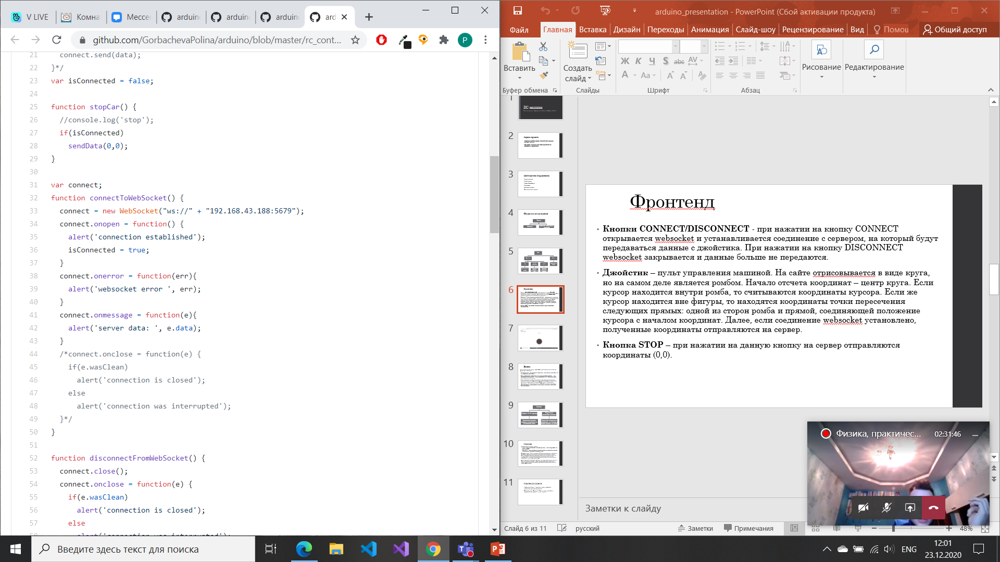 V LIVE
Комна
Мессе
arduin
arduin
arduin
ard
github.com/GorbachevaPolina/arduino/blob/master/rc_cont...
P
21 connect.send(data);
22 }*/
23 var isConnected = false;
24
25 function stopCar() {
26 //console.log('stop');
27 if(isConnected)
28 sendData(0,0);
29 }
30
31 var connect;
32 function connectToWebSocket() {
33 connect = new WebSocket("ws://" + "192.168.43.188:5679");
34 connect.onopen = function() {
35 alert('connection established');
36 isConnected = true;
37 }
38 connect.onerror = function(err){
39 alert('websocket error ', err);
40 }
41 connect.onmessage = function(e){
42 alert('server data: ', e.data);
43 }
44 /*connect.onclose = function(e) {
45 if(e.wasClean)
46 alert('connection is closed');
47 else
48 alert('connection was interrupted');
49 }*/
50 }
51
52 function disconnectFromWebSocket() {
53 connect.close();
54 connect.onclose = function(e) {
55 if(e.wasClean)
56 alert('connection is closed');
57 else
58 alert('connection was interrupted');
arduino_presentation - PowerPoint (Сбой активации продукта)
Файл Главная Вставка Дизайн Переходы Анимация Слайд-шоу Рецензирование Вид Помощ Общий доступ
Вставить
Создать
слайд
Ж К Ч S abc AV
A Aa A A
Рисование
Редактирование
Буфер обмена Слайды Шрифт Абзац
1
RC-машина
2
3
4
5
6
7
8
9
10
11
Фронтенд
• Кнопки CONNECT/DISCONNECT - при нажатии на кнопку CONNECT
открывается websocket и устанавливается соединение с сервером, на который будут
передаваться данные с джойстика. При нажатии на кнопку DISCONNECT
websocket закрывается и данные больше не передаются.
• Джойстик – пульт управления машиной. На сайте отрисовывается в виде круга,
но на самом деле является ромбом. Начало отсчета координат – центр круга. Если
курсор находится внутри ромба, то считываются координаты курсора. Если же
курсор находится вне фигуры, то находятся координаты точки пересечения
следующих прямых: одной из сторон ромба и прямой, соединяющей положение
курсора с началом координат. Далее, если соединение websocket установлено,
полученные координаты отправляются на сервер.
• Кнопка STOP – при нажатии на данную кнопку на сервер отправляются
координаты (0,0).
Физика, практичес... 02:31:46
Заметки к слайду
Слайд 6 из 11 русский Заметки Примечания 48%
Введите здесь текст для поиска
ENG
12:01
23.12.2020